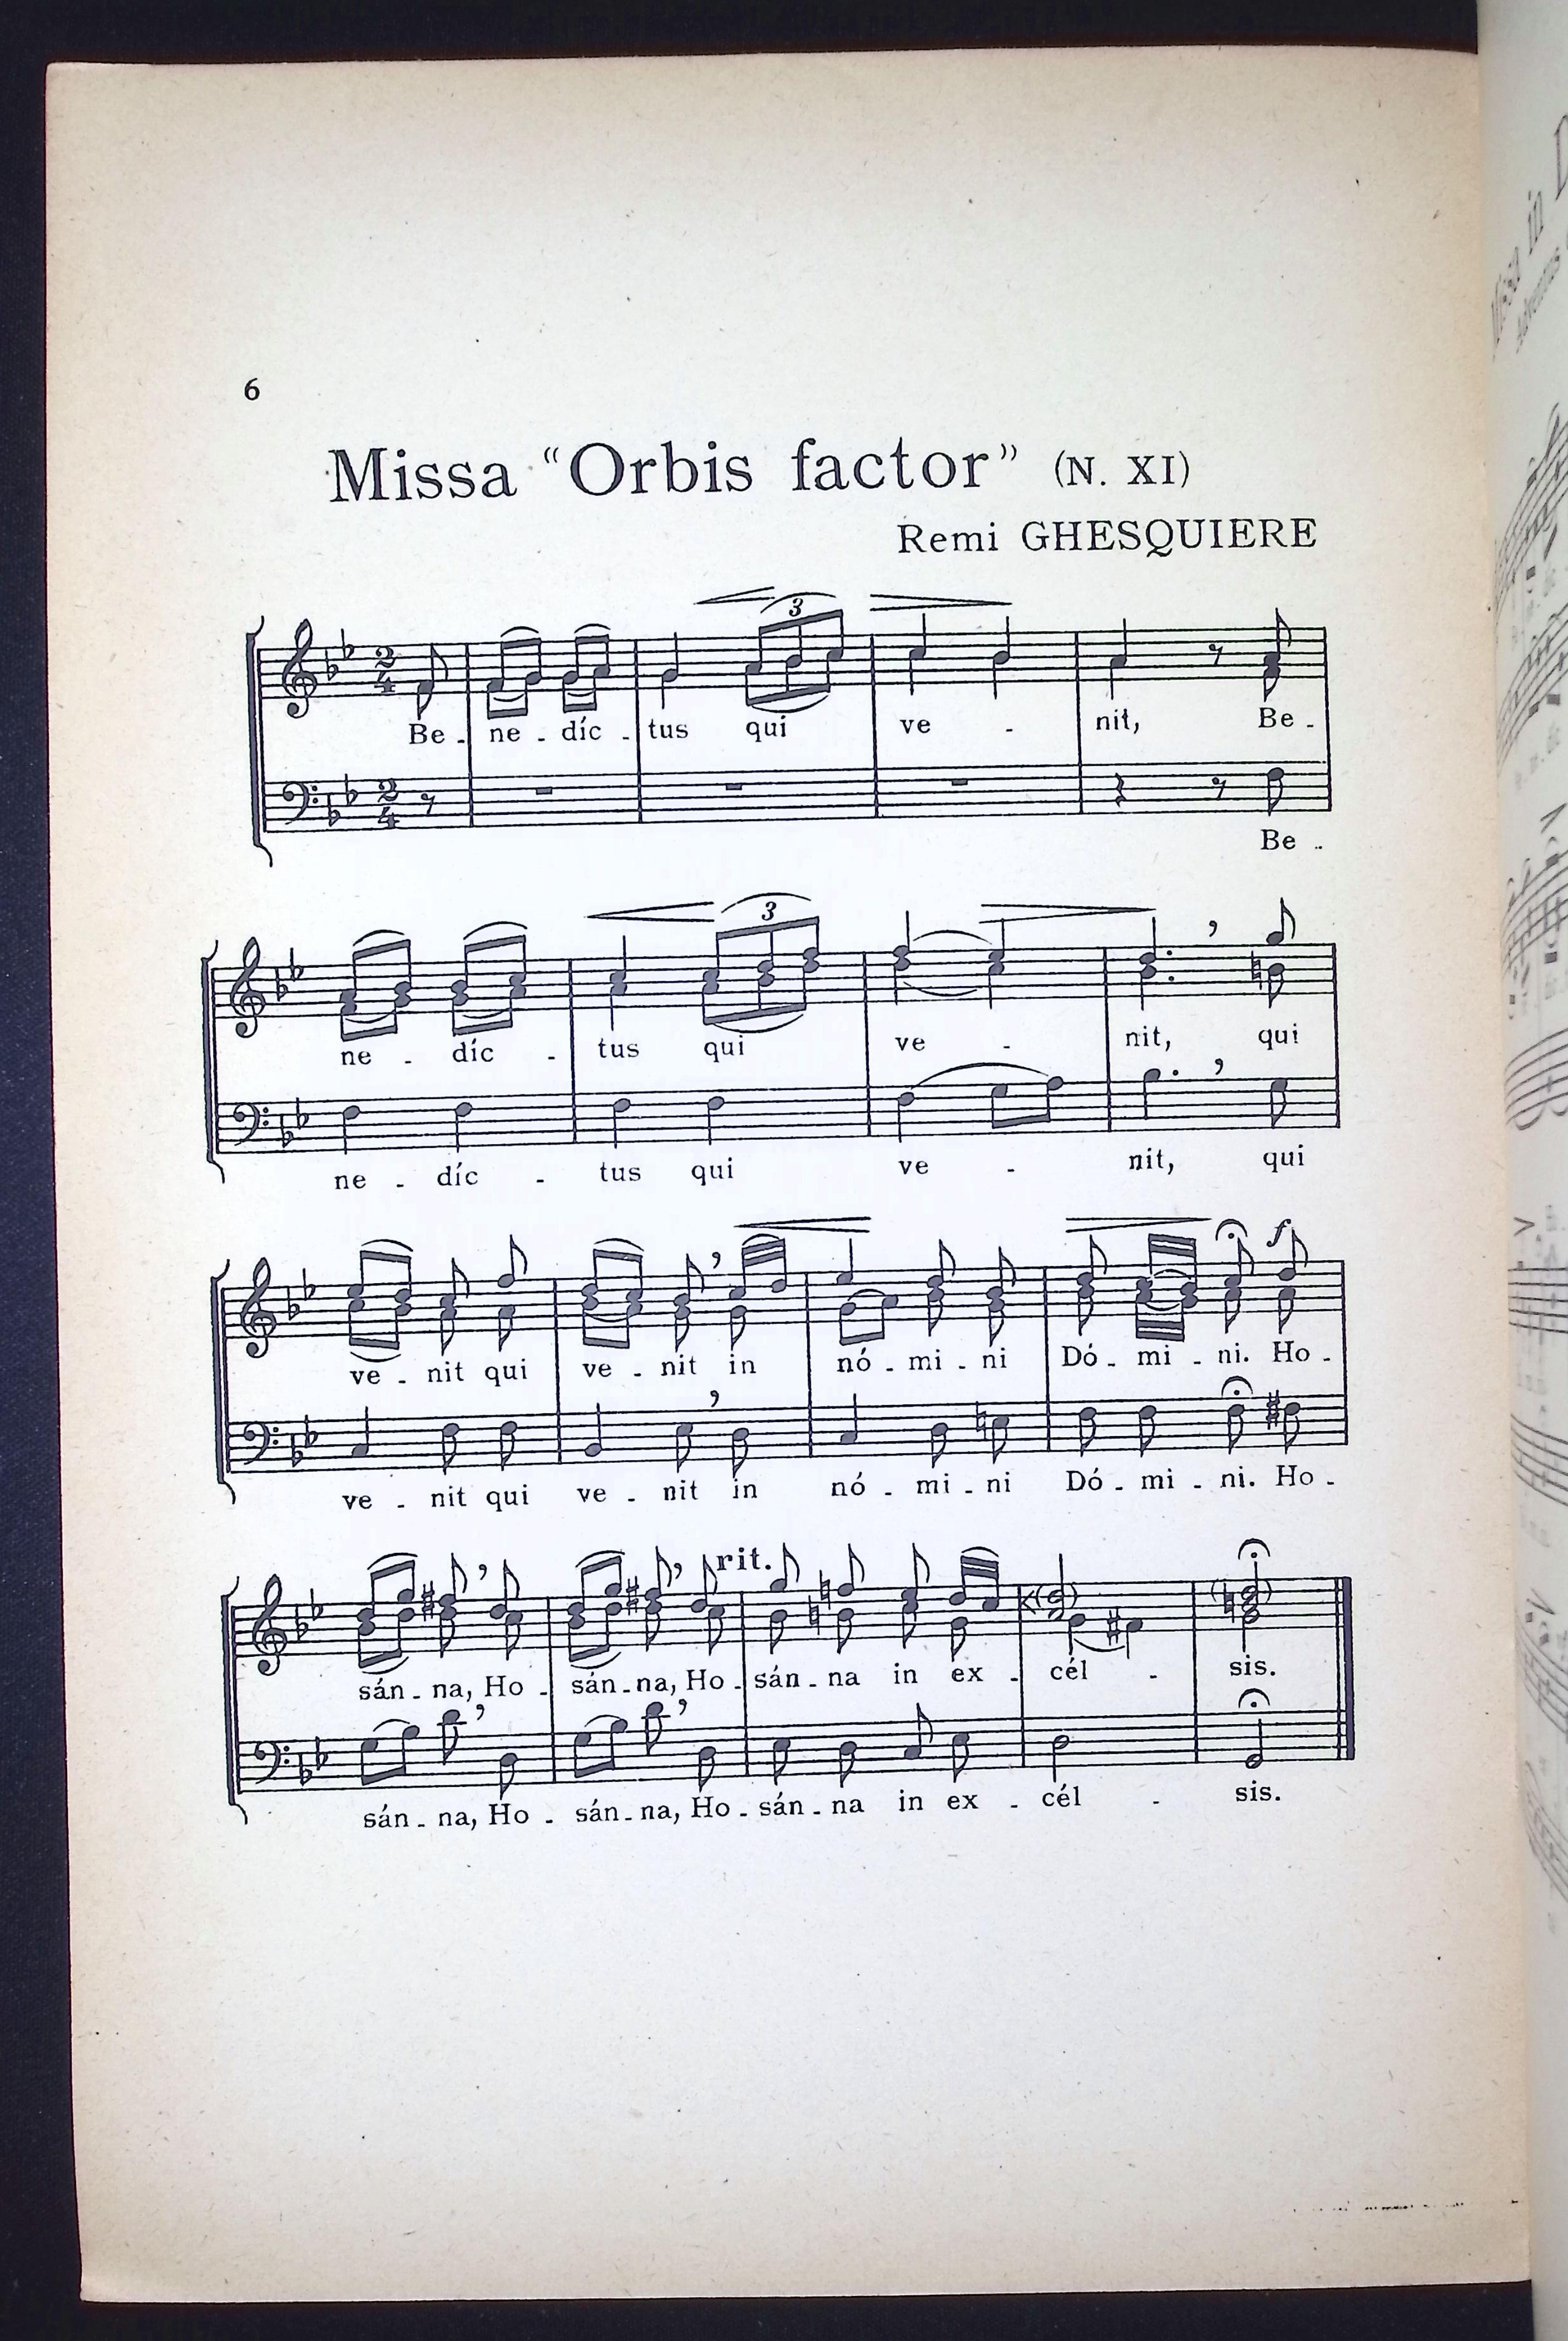 6
Missa “Orbis factor” (N. XI)
Remi GHESQUIERE
3
2 4
Be - ne - díc - tus qui ve - nit, Be -
2 4
Be -
3
ne - díc - tus qui ve - nit, qui
ne - díc - tus qui ve - nit, qui
f
ve - nit qui ve - nit in nó - mi - ni Dó - mi - ni. Ho -
ve - nit qui ve - nit in nó - mi - ni Dó - mi - ni. Ho -
rit.
sán - na, Ho - sán - na, Ho - sán - na in ex - cél - sis.
sán - na, Ho - sán - na, Ho - sán - na in ex - cél - sis.